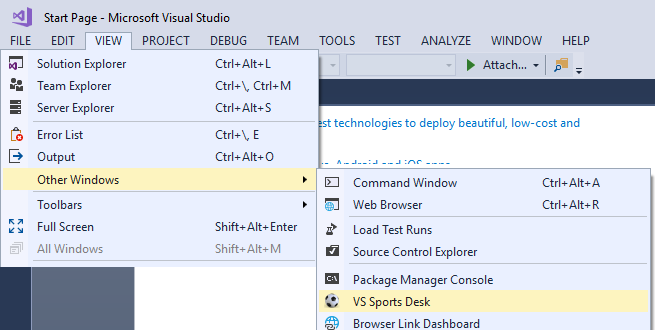 Start Page - Microsoft Visual Studio
FILE EDIT VIEW PROJECT DEBUG TEAM TOOLS TEST ANALYZE WINDOW HELP
Attach...
Solution Explorer Ctrl+Alt+L
Team Explorer Ctrl+\, Ctrl+M
Server Explorer Ctrl+Alt+S
Error List Ctrl+\, E
Output Ctrl+Alt+O
Other Windows
Toolbars
Full Screen Shift+Alt+Enter
All Windows Shift+Alt+M
technologies to deploy beautiful, low-cost and
Android and iOS apps
Command Window Ctrl+Alt+A
Web Browser Ctrl+Alt+R
Load Test Runs
Source Control Explorer
C:\
Package Manager Console
VS Sports Desk
Browser Link Dashboard